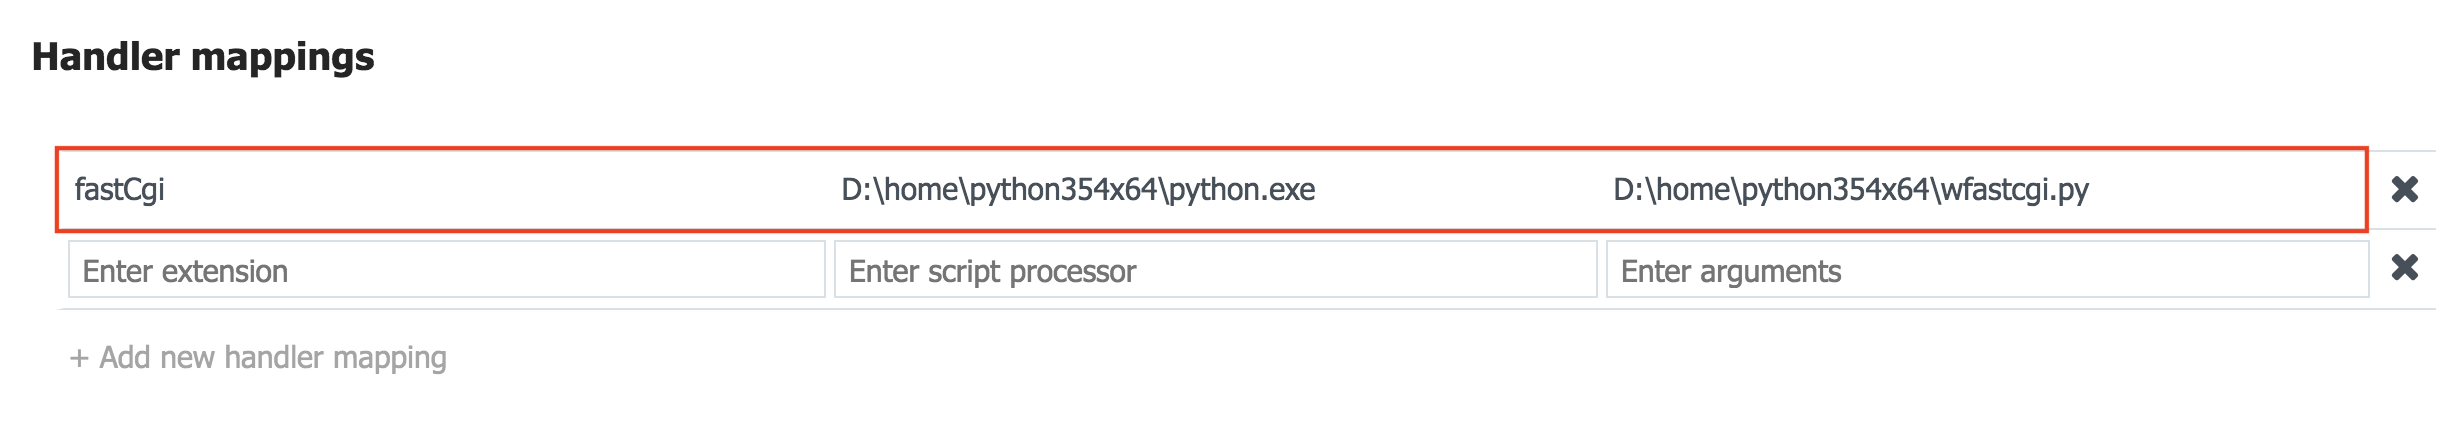 Handler mappings
fastCgi D:\home\python354x64\python.exe D:\home\python354x64\wfastcgi.py
Enter extension Enter script processor Enter arguments
+ Add new handler mapping